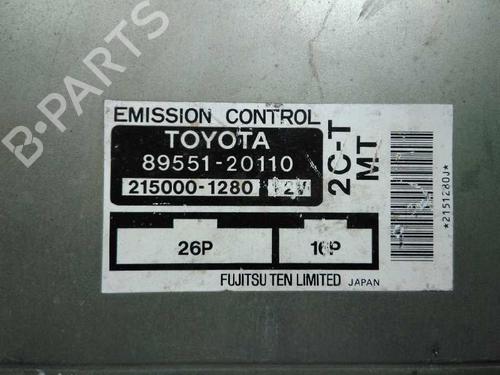 EMISSION CONTROL
TOYOTA
89551-20110
215000-1280 12V
2C-T
MT
26P
16P
FUJITSU TEN LIMITED JAPAN
*2151280J*
B-PARTS